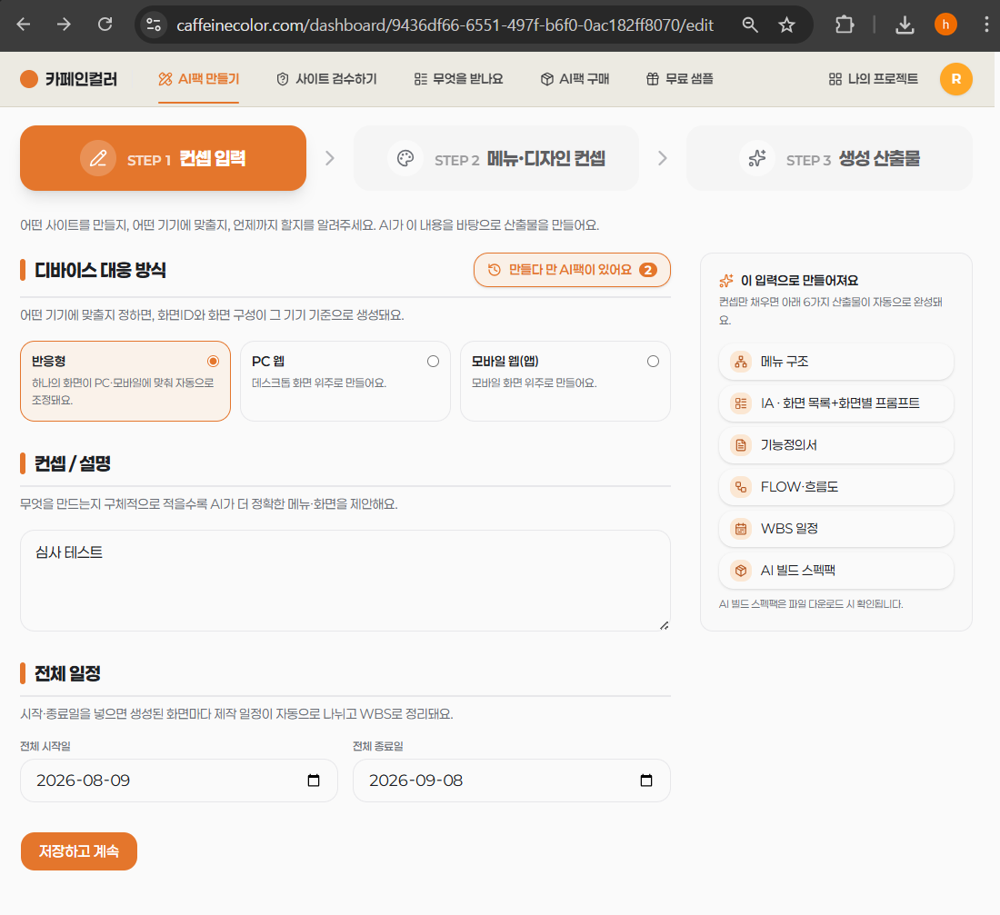 caffeinecolor.com/dashboard/9436df66-6551-497f-b6f0-0ac182ff8070/edit
h
카페인컬러
AI팩 만들기
사이트 검수하기
무엇을 받나요
AI팩 구매
무료 샘플
나의 프로젝트
R
STEP 1 컨셉 입력
STEP 2 메뉴·디자인 컨셉
STEP 3 생성 산출물
어떤 사이트를 만들지, 어떤 기기에 맞출지, 언제까지 할지를 알려주세요. AI가 이 내용을 바탕으로 산출물을 만들어요.
디바이스 대응 방식
만들다 만 AI팩이 있어요 2
어떤 기기에 맞출지 정하면, 화면ID와 화면 구성이 그 기기 기준으로 생성돼요.
반응형
하나의 화면이 PC·모바일에 맞춰 자동으로
조정돼요.
PC 웹
데스크톱 화면 위주로 만들어요.
모바일 웹(앱)
모바일 화면 위주로 만들어요.
컨셉 / 설명
무엇을 만드는지 구체적으로 적을수록 AI가 더 정확한 메뉴·화면을 제안해요.
심사 테스트
전체 일정
시작·종료일을 넣으면 생성된 화면마다 제작 일정이 자동으로 나뉘고 WBS로 정리돼요.
전체 시작일
2026-08-09
전체 종료일
2026-09-08
저장하고 계속
이 입력으로 만들어져요
컨셉만 채우면 아래 6가지 산출물이 자동으로 완성돼
요.
메뉴 구조
IA · 화면 목록+화면별 프롬프트
기능정의서
FLOW·흐름도
WBS 일정
AI 빌드 스펙팩
AI 빌드 스펙팩은 파일 다운로드 시 확인됩니다.